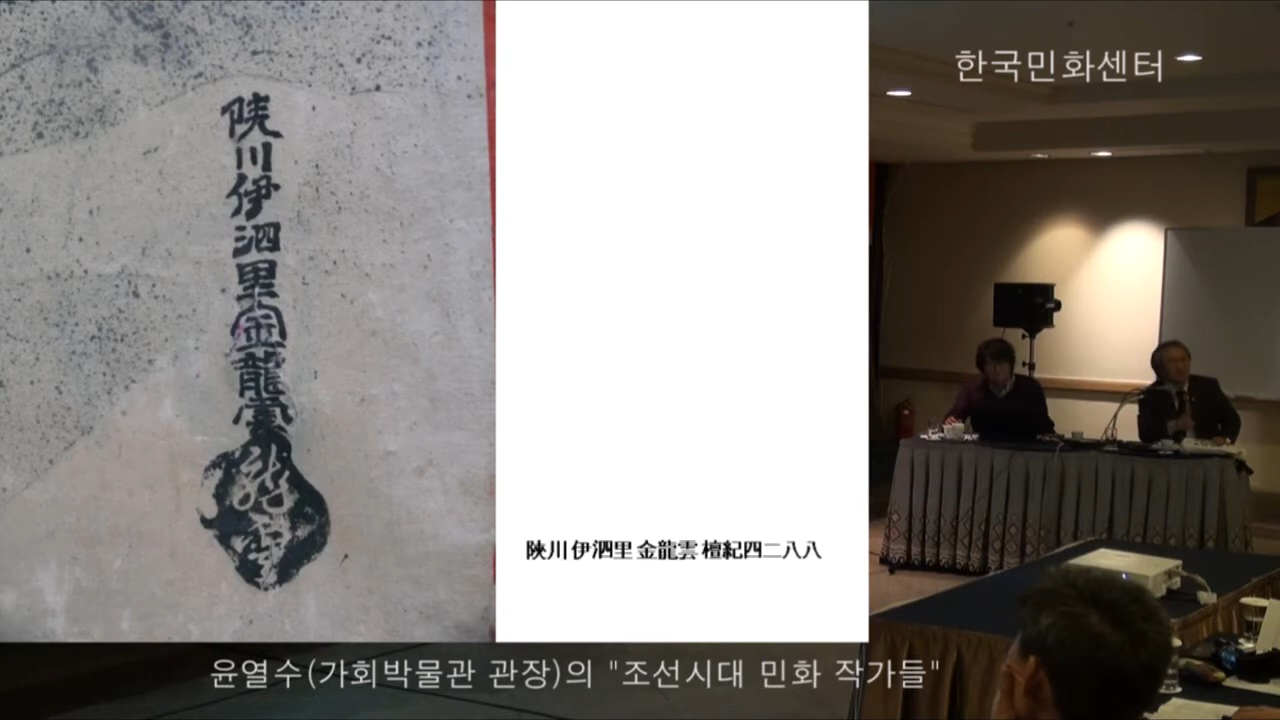 한국민화센터
陜川伊泗里金龍雲
陜川 伊泗里 金龍雲 檀紀四二八八
윤열수(가회박물관 관장)의 "조선시대 민화 작가들"